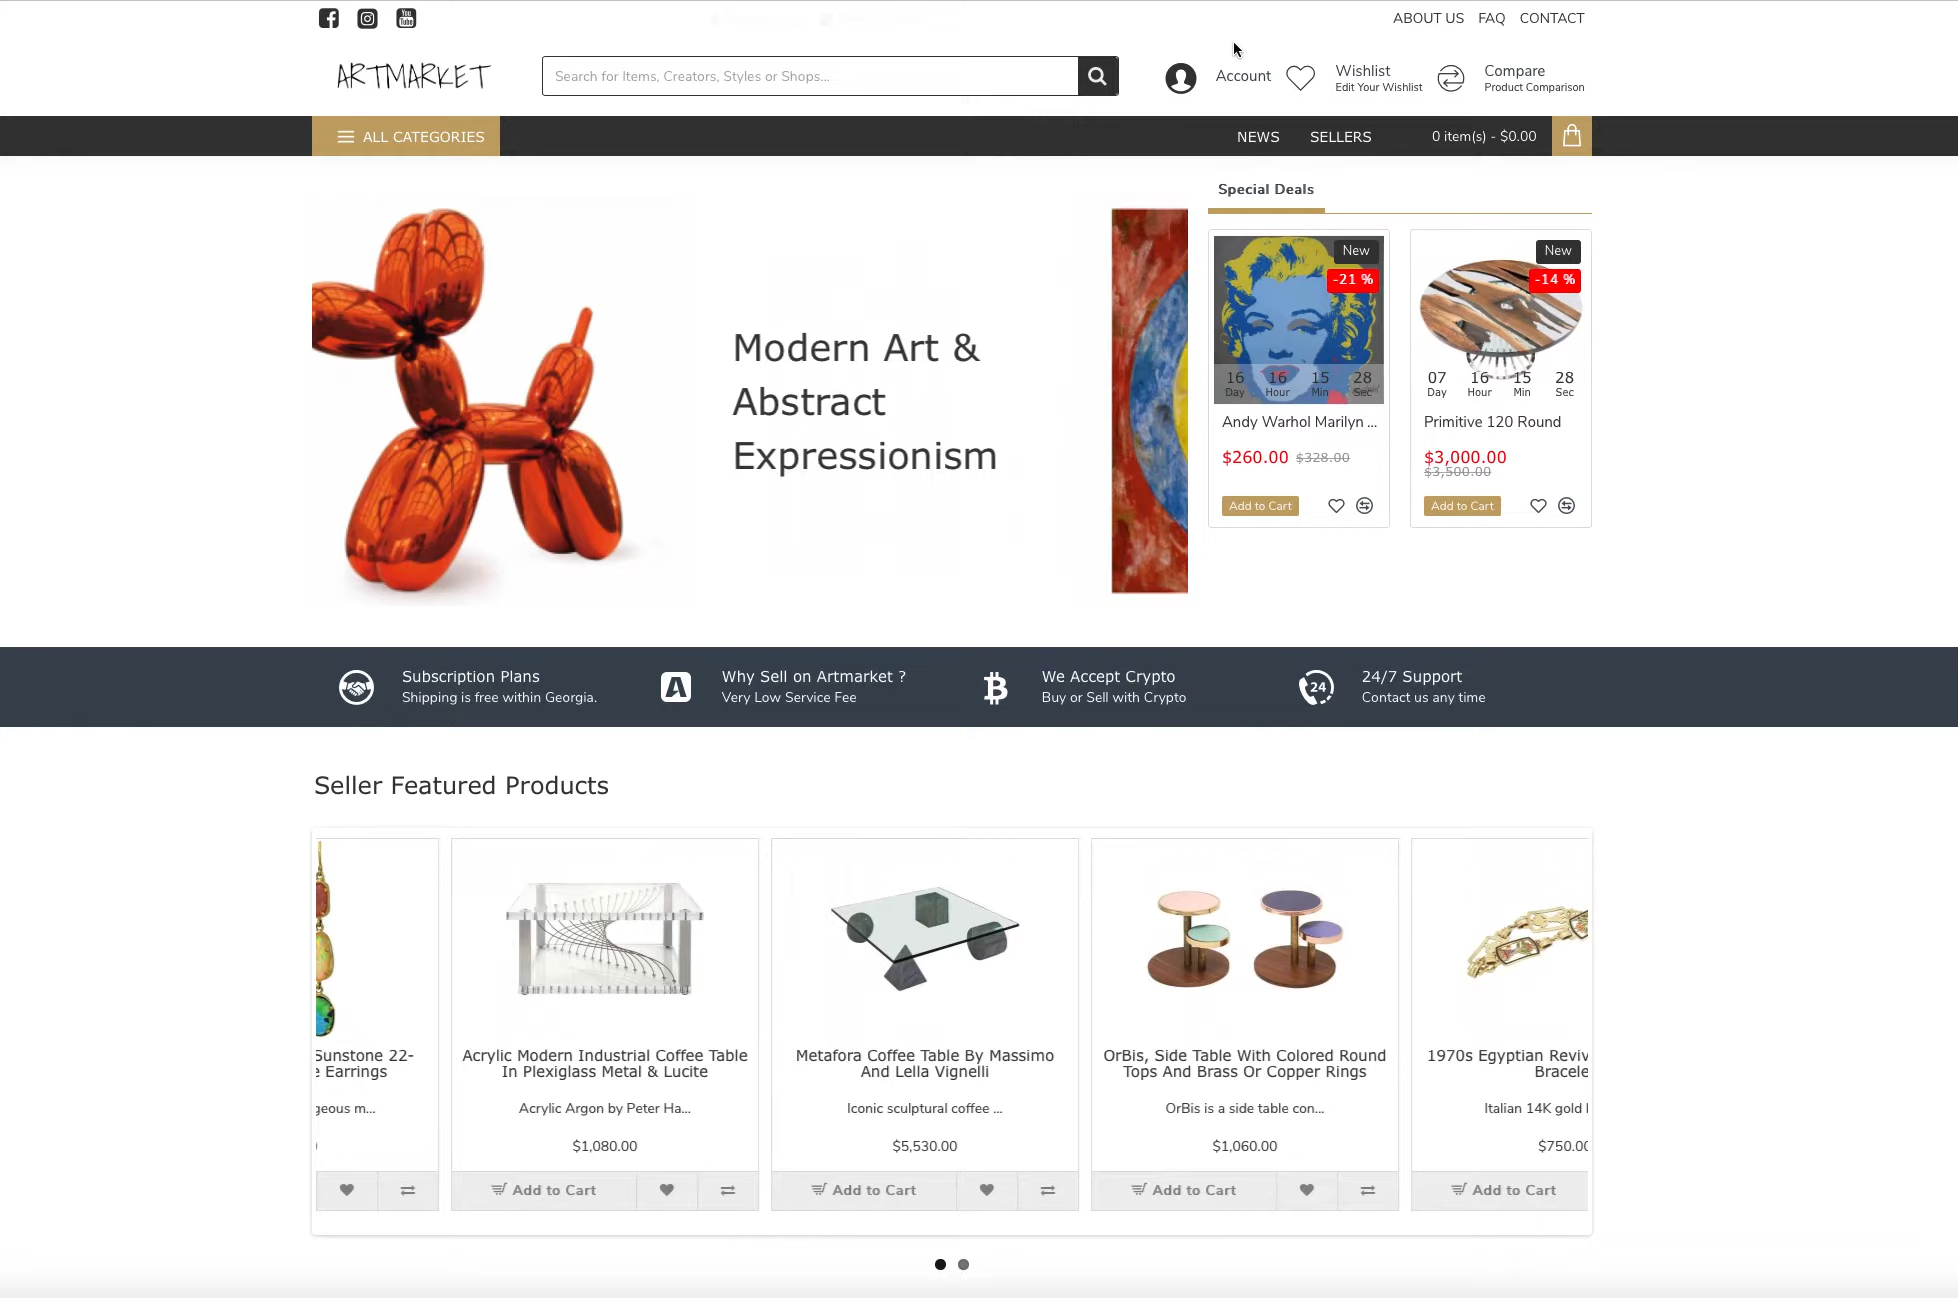 You Tube
ABOUT US FAQ CONTACT
ARTMARKET
Search for Items, Creators, Styles or Shops...
Account
Wishlist
Edit Your Wishlist
Compare
Product Comparison
ALL CATEGORIES
NEWS SELLERS 0 item(s) - $0.00
Modern Art &
Abstract
Expressionism
Special Deals
New
-21 %
16 16 15 28
Day Hour Min Sec
Andy Warhol Marilyn ...
$260.00 $328.00
Add to Cart
New
-14 %
07 16 15 28
Day Hour Min Sec
Primitive 120 Round
$3,000.00
$3,500.00
Add to Cart
Subscription Plans
Shipping is free within Georgia.
A
Why Sell on Artmarket ?
Very Low Service Fee
We Accept Crypto
Buy or Sell with Crypto
24
24/7 Support
Contact us any time
Seller Featured Products
Sunstone 22-
e Earrings
geous m...
Acrylic Modern Industrial Coffee Table
In Plexiglass Metal & Lucite
Acrylic Argon by Peter Ha...
$1,080.00
Add to Cart
Metafora Coffee Table By Massimo
And Lella Vignelli
Iconic sculptural coffee ...
$5,530.00
Add to Cart
OrBis, Side Table With Colored Round
Tops And Brass Or Copper Rings
OrBis is a side table con...
$1,060.00
Add to Cart
1970s Egyptian Reviv
Bracele
Italian 14K gold
$750.00
Add to Cart